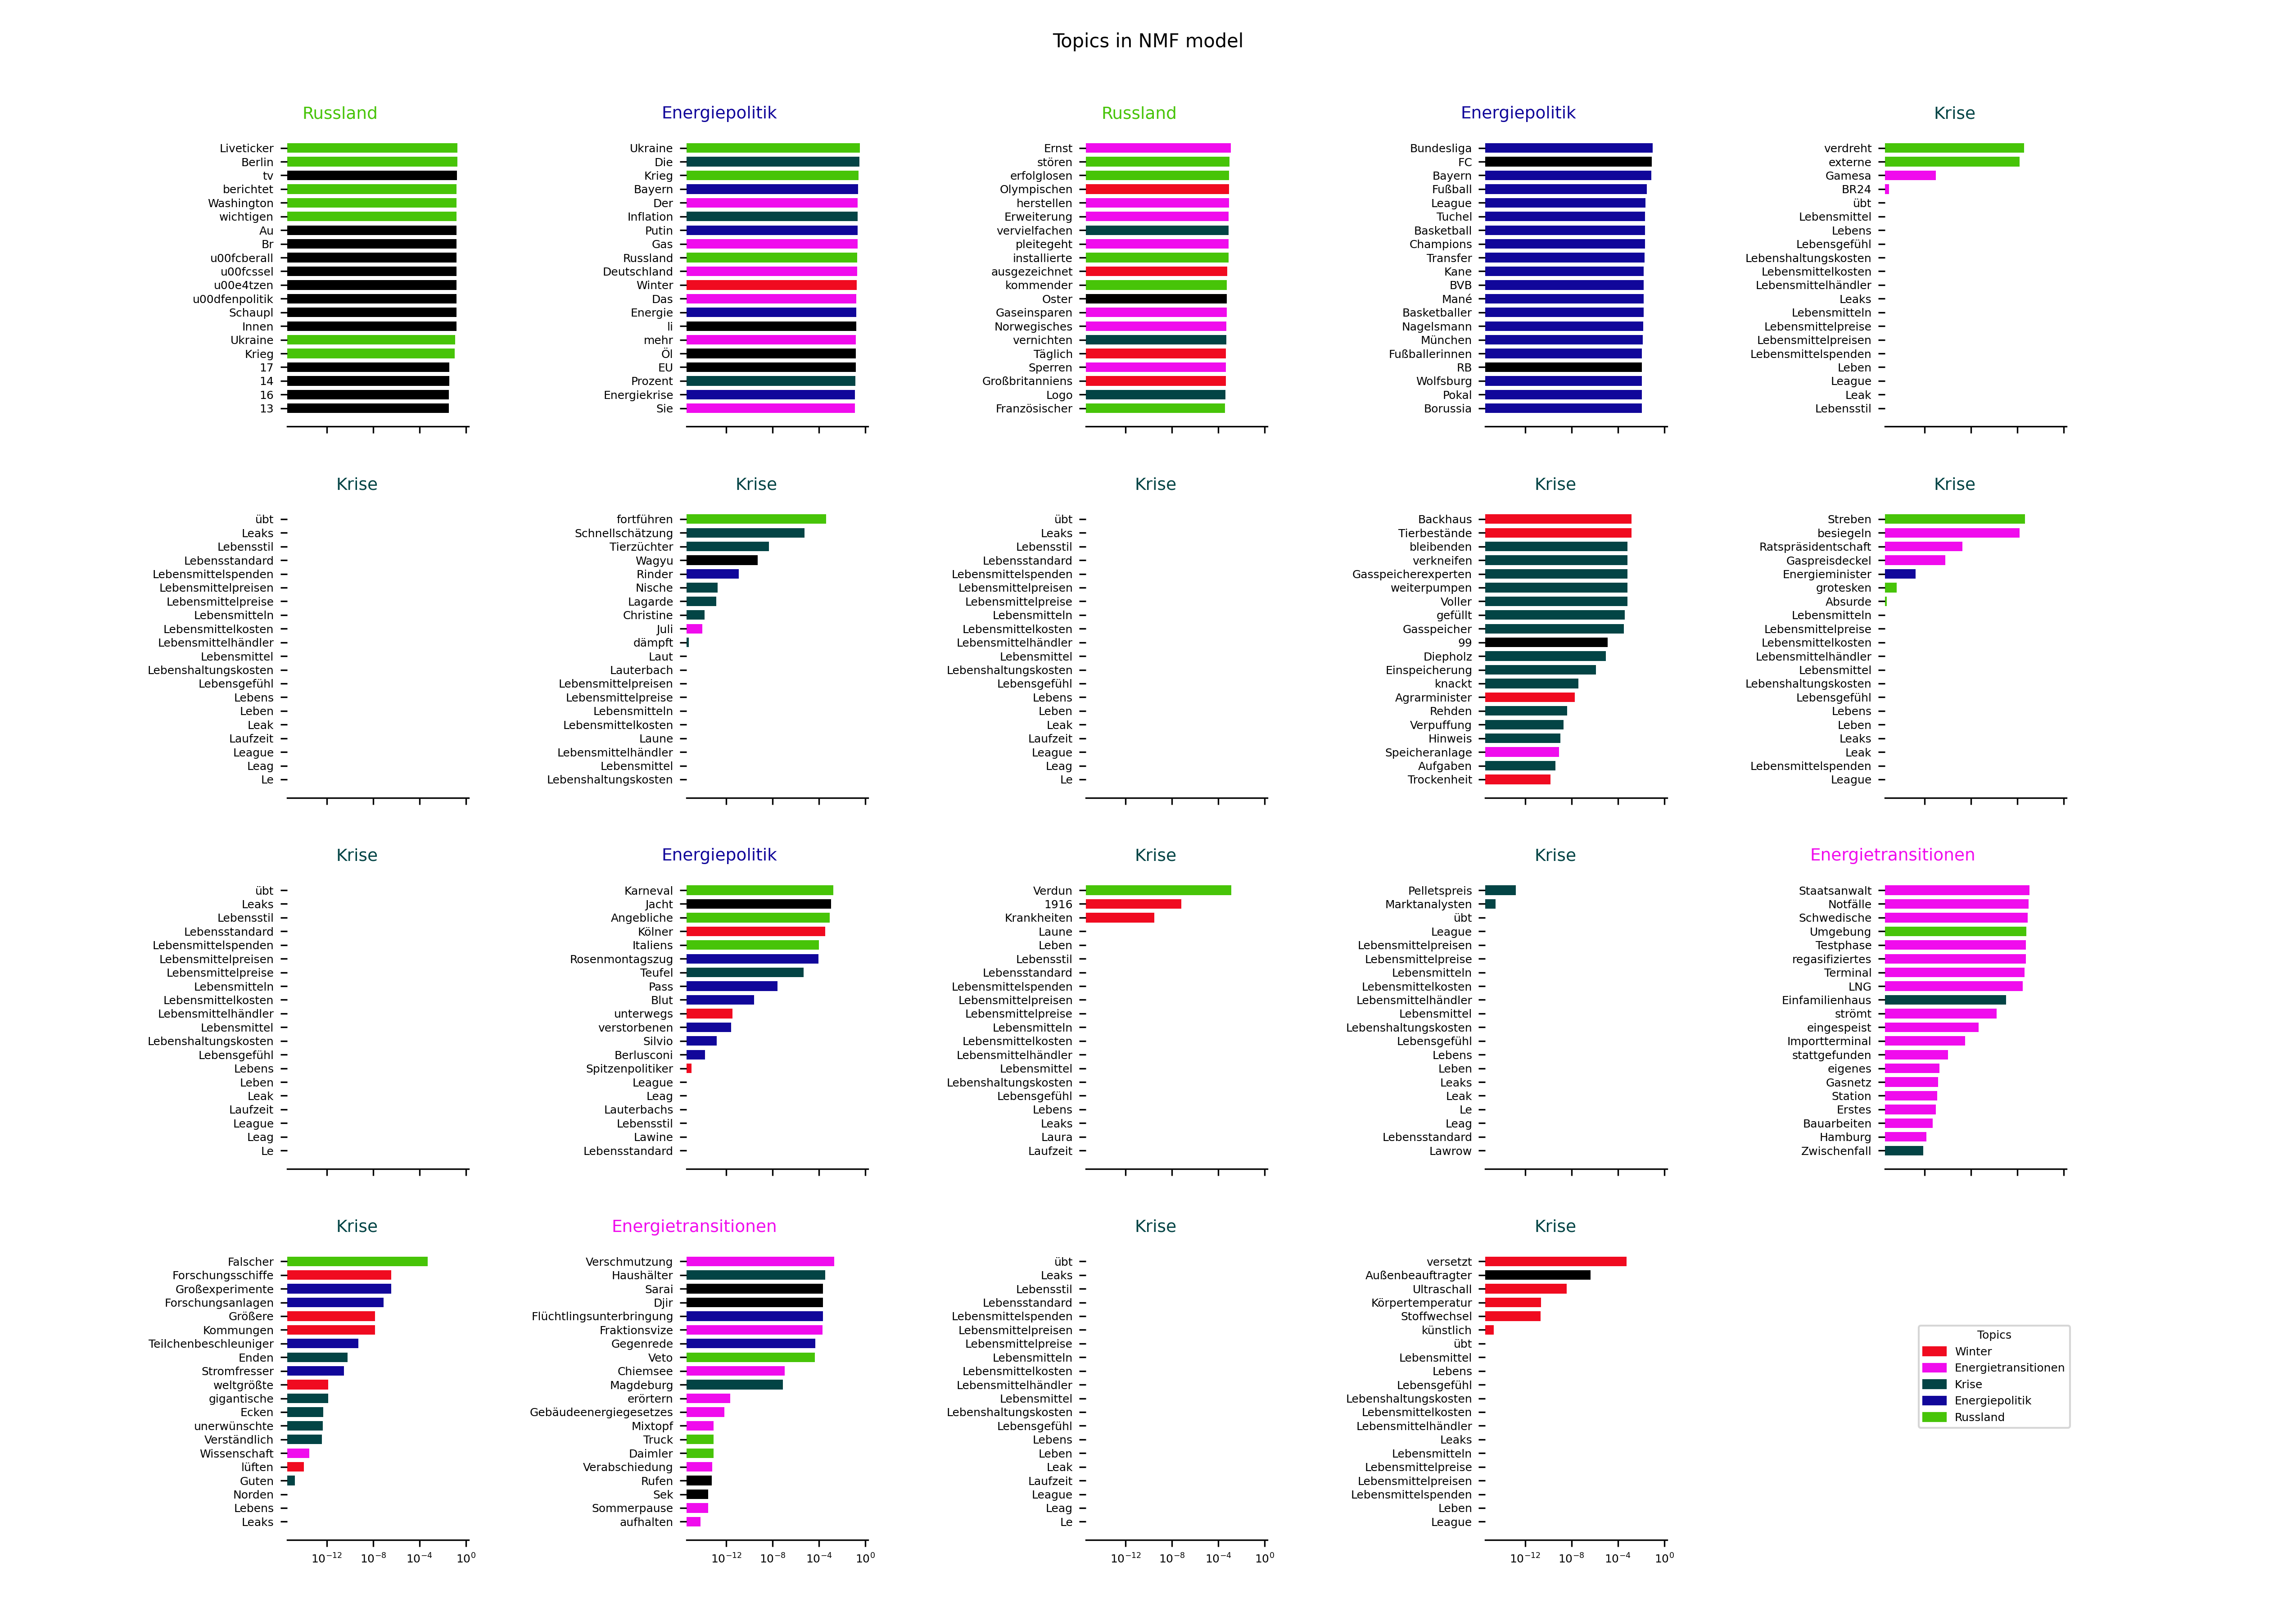 Topics in NMF model
Russland
Liveticker
Berlin
tv
berichtet
Washington
wichtigen
Au
Br
u00fcberall
u00fcssel
u00e4tzen
u00dfenpolitik
Schaupl
Innen
Ukraine
Krieg
17
14
16
13
Energiepolitik
Ukraine
Die
Krieg
Bayern
Der
Inflation
Putin
Gas
Russland
Deutschland
Winter
Das
Energie
li
mehr
Öl
EU
Prozent
Energiekrise
Sie
Russland
Ernst
stören
erfolglosen
Olympischen
herstellen
Erweiterung
vervielfachen
pleitegeht
installierte
ausgezeichnet
kommender
Oster
Gaseinsparen
Norwegisches
vernichten
Täglich
Sperren
Großbritanniens
Logo
Französischer
Energiepolitik
Bundesliga
FC
Bayern
Fußball
League
Tuchel
Basketball
Champions
Transfer
Kane
BVB
Mané
Basketballer
Nagelsmann
München
Fußballerinnen
RB
Wolfsburg
Pokal
Borussia
Krise
verdreht
externe
Gamesa
BR24
übt
Lebensmittel
Lebens
Lebensgefühl
Lebenshaltungskosten
Lebensmittelkosten
Lebensmittelhändler
Leaks
Lebensmitteln
Lebensmittelpreise
Lebensmittelpreisen
Lebensmittelspenden
Leben
League
Leak
Lebensstil
Krise
übt
Leaks
Lebensstil
Lebensstandard
Lebensmittelspenden
Lebensmittelpreisen
Lebensmittelpreise
Lebensmitteln
Lebensmittelkosten
Lebensmittelhändler
Lebensmittel
Lebenshaltungskosten
Lebensgefühl
Lebens
Leben
Leak
Laufzeit
League
Leag
Le
Krise
fortführen
Schnellschätzung
Tierzüchter
Wagyu
Rinder
Nische
Lagarde
Christine
Juli
dämpft
Laut
Lauterbach
Lebensmittelpreisen
Lebensmittelpreise
Lebensmitteln
Lebensmittelkosten
Laune
Lebensmittelhändler
Lebensmittel
Lebenshaltungskosten
Krise
übt
Leaks
Lebensstil
Lebensstandard
Lebensmittelspenden
Lebensmittelpreisen
Lebensmittelpreise
Lebensmitteln
Lebensmittelkosten
Lebensmittelhändler
Lebensmittel
Lebenshaltungskosten
Lebensgefühl
Lebens
Leben
Leak
Laufzeit
League
Leag
Le
Krise
Backhaus
Tierbestände
bleibenden
verkneifen
Gasspeicherexperten
weiterpumpen
Voller
gefüllt
Gasspeicher
99
Diepholz
Einspeicherung
knackt
Agrarminister
Rehden
Verpuffung
Hinweis
Speicheranlage
Aufgaben
Trockenheit
Krise
Streben
besiegeln
Ratspräsidentschaft
Gaspreisdeckel
Energieminister
grotesken
Absurde
Lebensmitteln
Lebensmittelpreise
Lebensmittelkosten
Lebensmittelhändler
Lebensmittel
Lebenshaltungskosten
Lebensgefühl
Lebens
Leben
Leaks
Leak
Lebensmittelspenden
League
Krise
übt
Leaks
Lebensstil
Lebensstandard
Lebensmittelspenden
Lebensmittelpreisen
Lebensmittelpreise
Lebensmitteln
Lebensmittelkosten
Lebensmittelhändler
Lebensmittel
Lebenshaltungskosten
Lebensgefühl
Lebens
Leben
Leak
Laufzeit
League
Leag
Le
Energiepolitik
Karneval
Jacht
Angebliche
Kölner
Italiens
Rosenmontagszug
Teufel
Pass
Blut
unterwegs
verstorbenen
Silvio
Berlusconi
Spitzenpolitiker
League
Leag
Lauterbachs
Lebensstil
Lawine
Lebensstandard
Krise
Verdun
1916
Krankheiten
Laune
Leben
Lebensstil
Lebensstandard
Lebensmittelspenden
Lebensmittelpreisen
Lebensmittelpreise
Lebensmitteln
Lebensmittelkosten
Lebensmittelhändler
Lebensmittel
Lebenshaltungskosten
Lebensgefühl
Lebens
Leaks
Laura
Laufzeit
Krise
Pelletspreis
Marktanalysten
übt
League
Lebensmittelpreisen
Lebensmittelpreise
Lebensmitteln
Lebensmittelkosten
Lebensmittelhändler
Lebensmittel
Lebenshaltungskosten
Lebensgefühl
Lebens
Leben
Leaks
Leak
Le
Leag
Lebensstandard
Lawrow
Energietransitionen
Staatsanwalt
Notfälle
Schwedische
Umgebung
Testphase
regasifiziertes
Terminal
LNG
Einfamilienhaus
strömt
eingespeist
Importterminal
stattgefunden
eigenes
Gasnetz
Station
Erstes
Bauarbeiten
Hamburg
Zwischenfall
Krise
Falscher
Forschungsschiffe
Großexperimente
Forschungsanlagen
Größere
Kommungen
Teilchenbeschleuniger
Enden
Stromfresser
weltgrößte
gigantische
Ecken
unerwünschte
Verständlich
Wissenschaft
lüften
Guten
Norden
Lebens
Leaks
10⁻¹² 10⁻⁸ 10⁻⁴ 10⁰
Energietransitionen
Verschmutzung
Haushälter
Sarai
Djir
Flüchtlingsunterbringung
Fraktionsvize
Gegenrede
Veto
Chiemsee
Magdeburg
erörtern
Gebäudeenergiegesetzes
Mixtopf
Truck
Daimler
Verabschiedung
Rufen
Sek
Sommerpause
aufhalten
10⁻¹² 10⁻⁸ 10⁻⁴ 10⁰
Krise
übt
Leaks
Lebensstil
Lebensstandard
Lebensmittelspenden
Lebensmittelpreisen
Lebensmittelpreise
Lebensmitteln
Lebensmittelkosten
Lebensmittelhändler
Lebensmittel
Lebenshaltungskosten
Lebensgefühl
Lebens
Leben
Leak
Laufzeit
League
Leag
Le
10⁻¹² 10⁻⁸ 10⁻⁴ 10⁰
Krise
versetzt
Außenbeauftragter
Ultraschall
Körpertemperatur
Stoffwechsel
künstlich
übt
Lebensmittel
Lebens
Lebensgefühl
Lebenshaltungskosten
Lebensmittelkosten
Lebensmittelhändler
Leaks
Lebensmitteln
Lebensmittelpreise
Lebensmittelpreisen
Lebensmittelspenden
Leben
League
10⁻¹² 10⁻⁸ 10⁻⁴ 10⁰
Topics
Winter
Energietransitionen
Krise
Energiepolitik
Russland